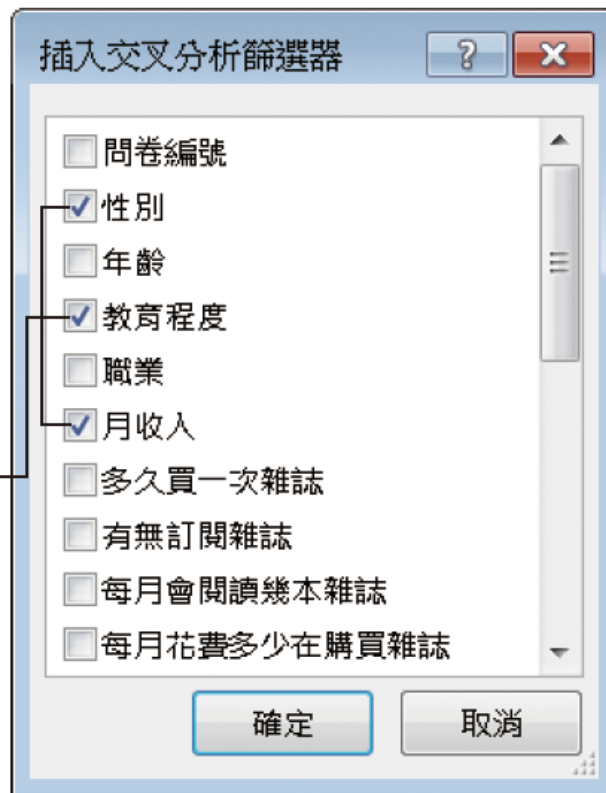 插入交叉分析篩選器
問卷編號
性別
年齡
教育程度
職業
月收入
多久買一次雜誌
有無訂閱雜誌
每月會閱讀幾本雜誌
每月花費多少在購買雜誌
確定
取消